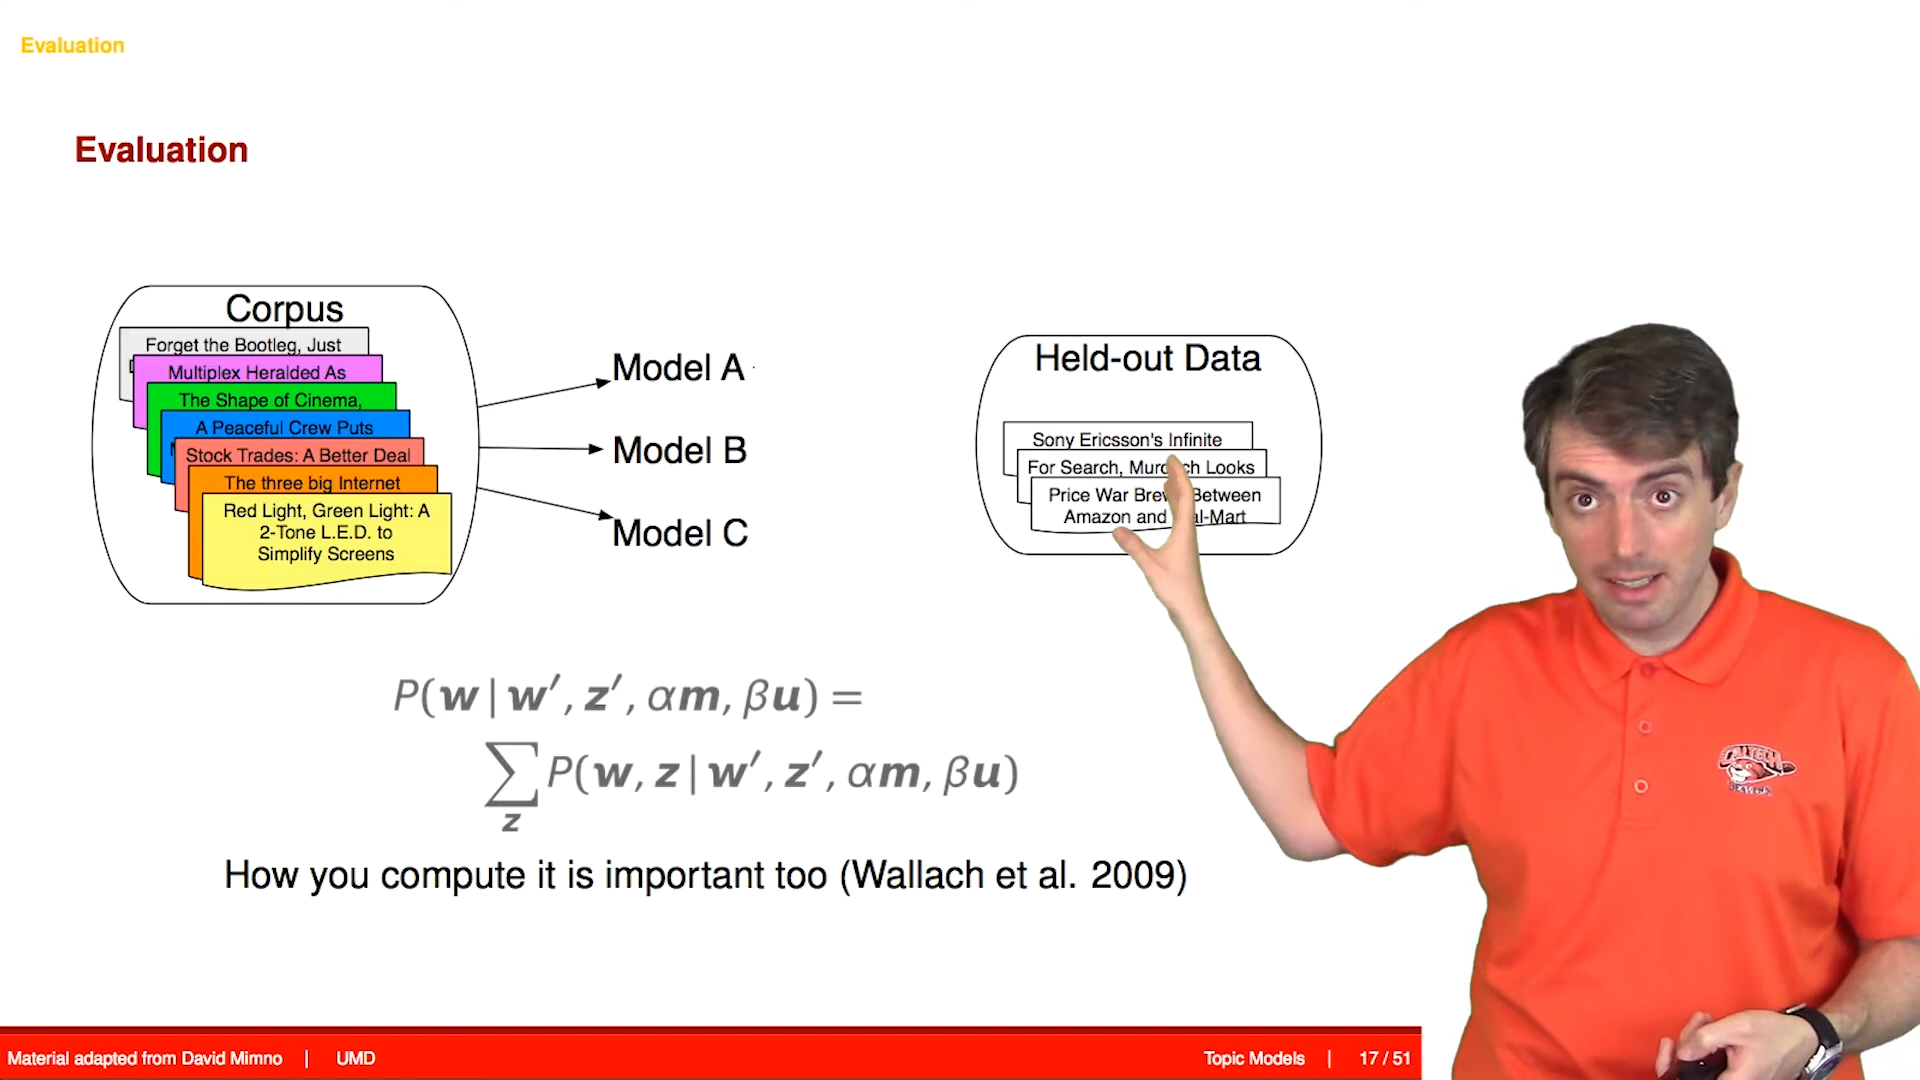 Evaluation
Evaluation
Corpus
Forget the Bootleg, Just
Multiplex Heralded As
The Shape of Cinema,
A Peaceful Crew Puts
Stock Trades: A Better Deal
The three big Internet
Red Light, Green Light: A
2-Tone L.E.D. to
Simplify Screens
Model A
Model B
Model C
Held-out Data
Sony Ericsson's Infinite
For Search, Looks
Price War Between
Amazon and
P(w | w′, z′, αm, βu) =
∑z P(w, z | w′, z′, αm, βu)
How you compute it is important too (Wallach et al. 2009)
CALTECH
BEAVERS
Material adapted from David Mimno | UMD
Topic Models | 17 / 51